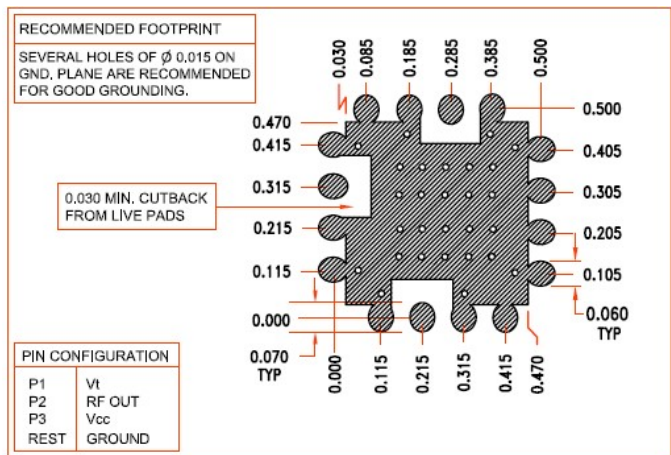 RECOMMENDED FOOTPRINT
SEVERAL HOLES OF Ø 0.015 ON
GND. PLANE ARE RECOMMENDED
FOR GOOD GROUNDING.
0.030
0.085
0.185
0.285
0.385
0.500
0.470
0.415
0.315
0.215
0.115
0.000
0.500
0.405
0.305
0.205
0.105
0.030 MIN. CUTBACK
FROM LIVE PADS
0.060
TYP
0.070
TYP
0.000
0.115
0.215
0.315
0.415
0.470
PIN CONFIGURATION
P1 Vt
P2 RF OUT
P3 Vcc
REST GROUND